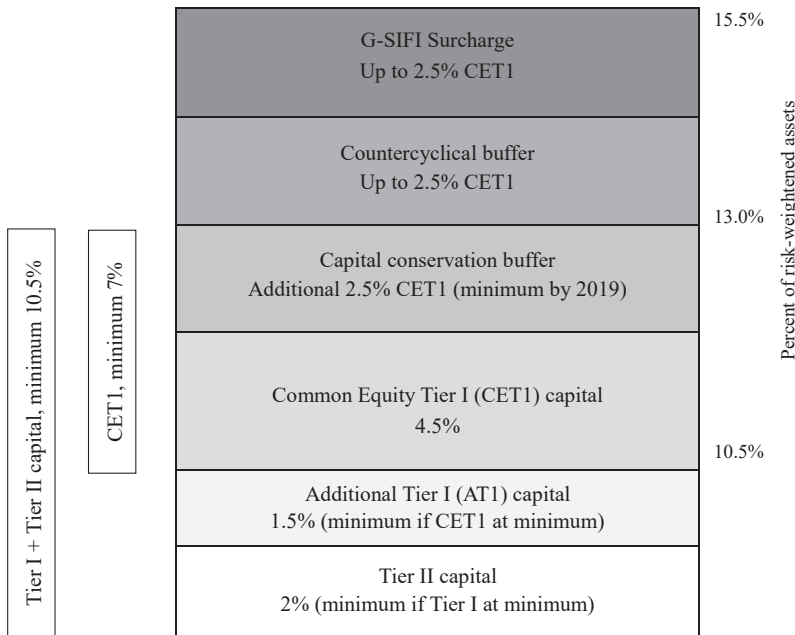 G-SIFI Surcharge
Up to 2.5% CET1
15.5%
Countercyclical buffer
Up to 2.5% CET1
13.0%
Capital conservation buffer
Additional 2.5% CET1 (minimum by 2019)
Common Equity Tier I (CET1) capital
4.5%
10.5%
Additional Tier I (AT1) capital
1.5% (minimum if CET1 at minimum)
Tier II capital
2% (minimum if Tier I at minimum)
Tier I + Tier II capital, minimum 10.5%
CET1, minimum 7%
Percent of risk-weightened assets